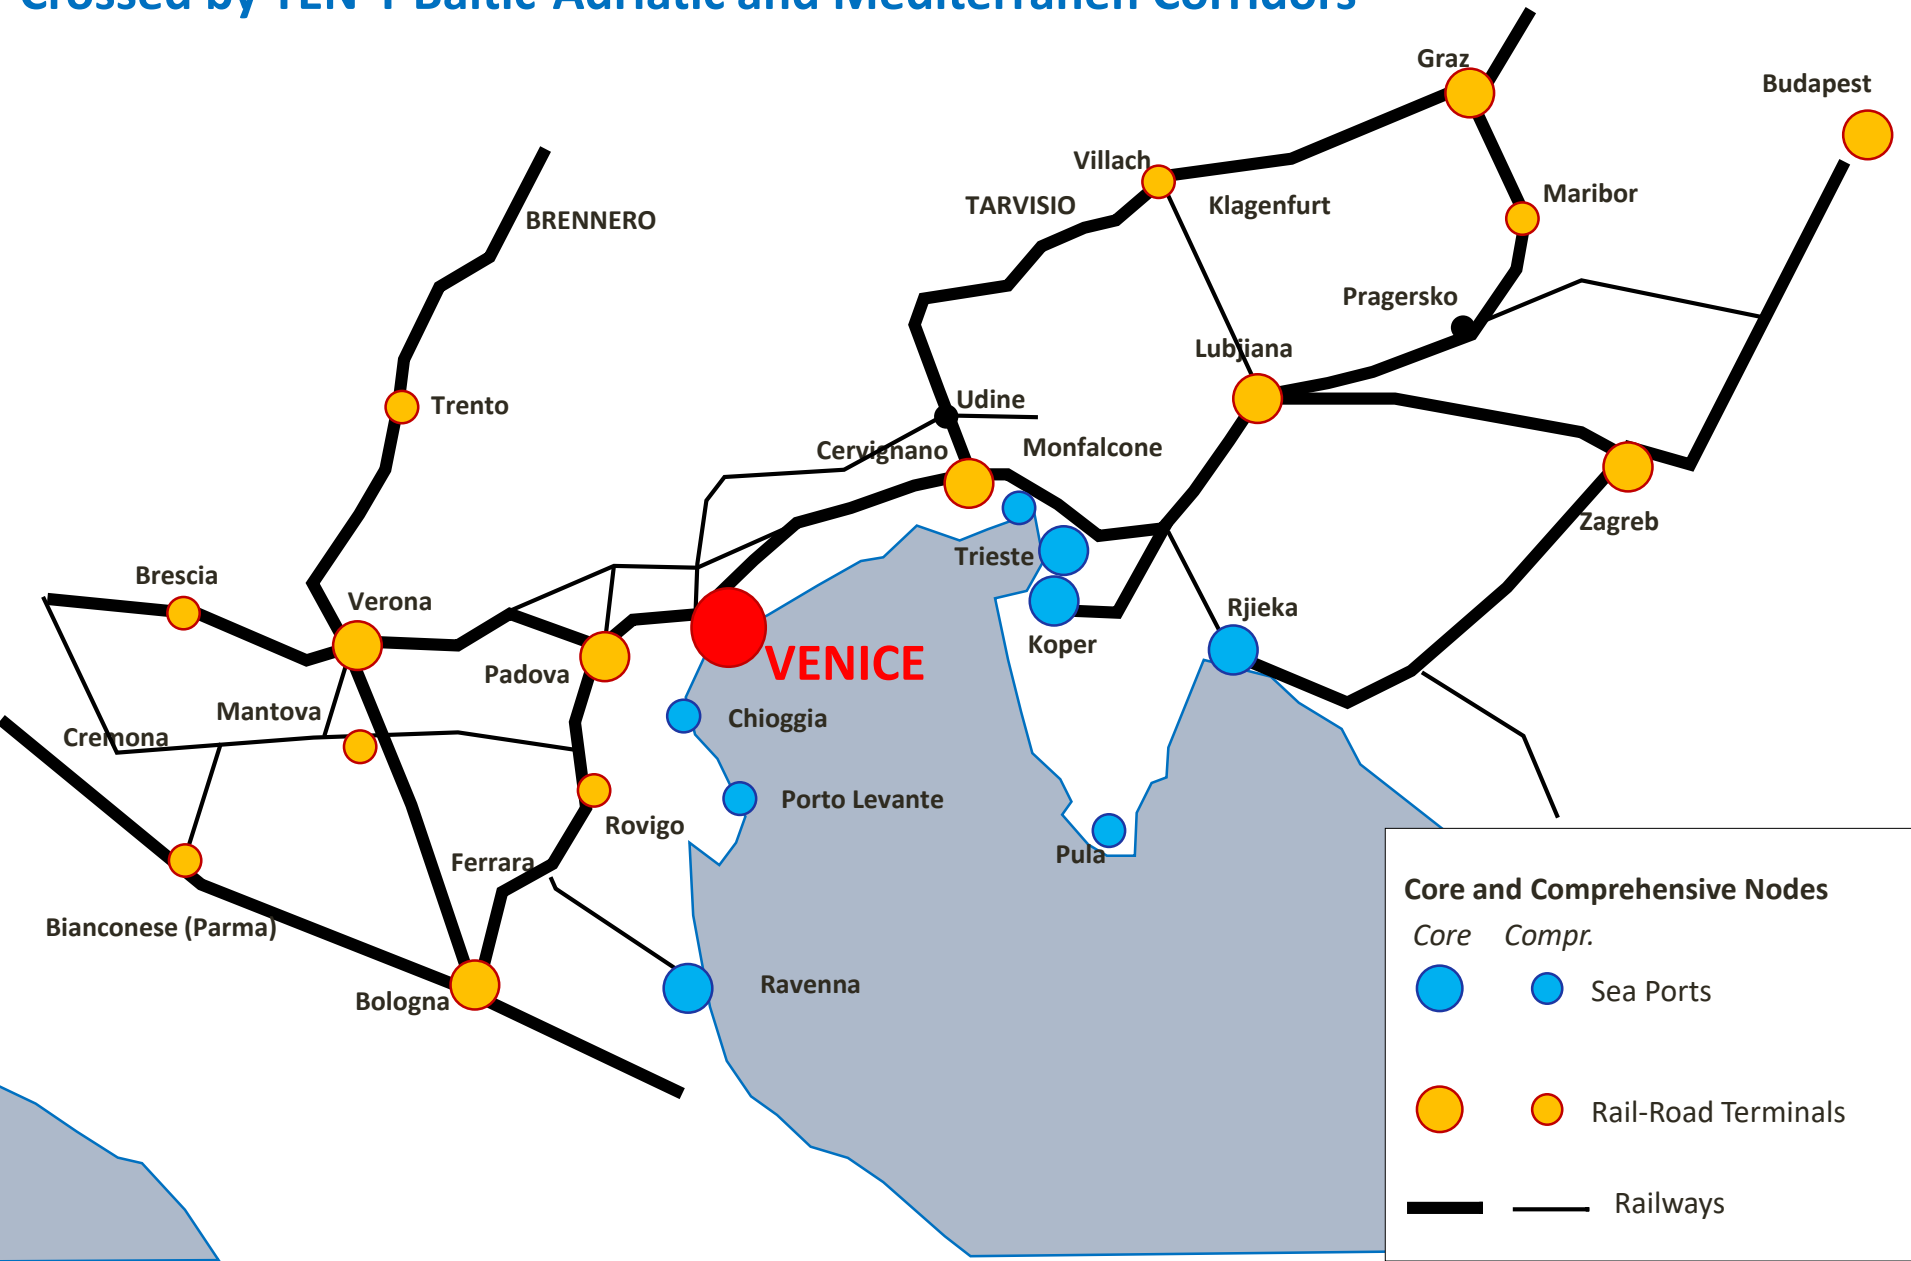 Crossed by TEN-T Baltic-Adriatic and Mediterranen Corridors
Graz
Budapest
Villach
Maribor
TARVISIO
Klagenfurt
BRENNERO
Pragersko
Lubjiana
Udine
Trento
Cervignano
Monfalcone
Zagreb
Trieste
Brescia
Verona
Rjieka
Koper
VENICE
Padova
Mantova
Chioggia
Cremona
Porto Levante
Rovigo
Pula
Ferrara
Bianconese (Parma)
Ravenna
Bologna
Core and Comprehensive Nodes
Core Compr.
Sea Ports
Rail-Road Terminals
Railways